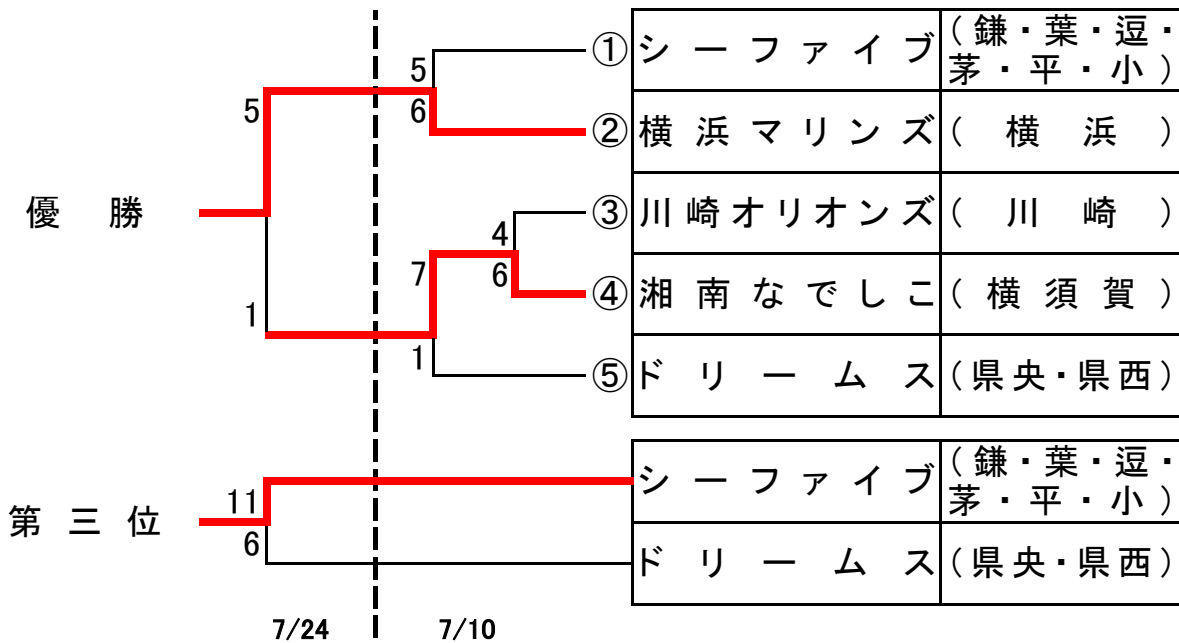 ①シーファイブ(鎌・葉・逗・
茅・平・小)
5
5
6
②横浜マリンズ(横浜)
優勝
③川崎オリオンズ(川崎)
4
7
6
④湘南なでしこ(横須賀)
1
1
⑤ドリームス(県央・県西)
シーファイブ(鎌・葉・逗・
茅・平・小)
11
第三位
6
ドリームス(県央・県西)
7/24 7/10